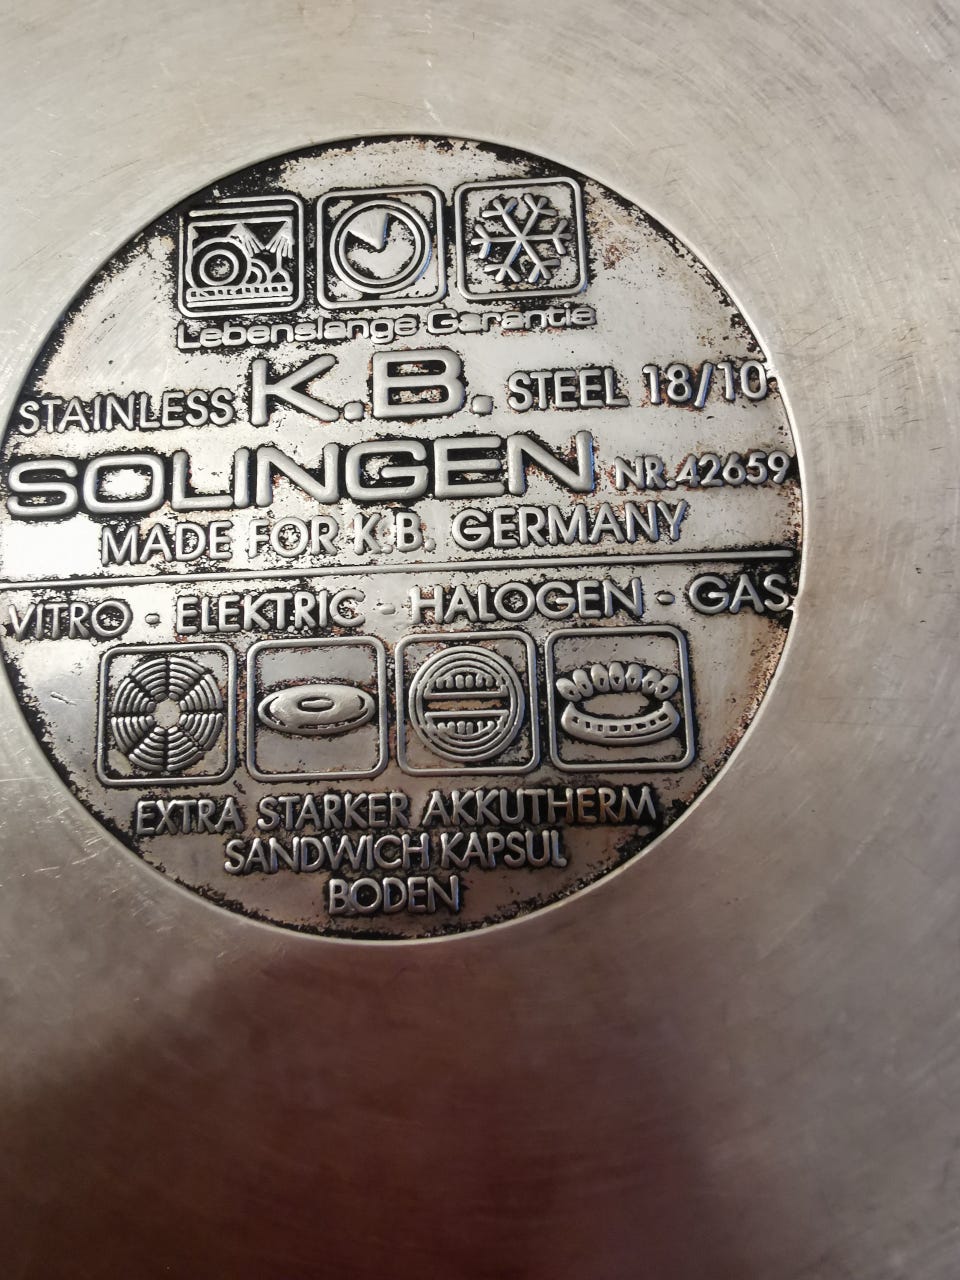 Lebenslange Garantie
STAINLESS K.B. STEEL 18/10
SOLINGEN NR.42659
MADE FOR K.B. GERMANY
VITRO - ELEKTRIC - HALOGEN - GAS
EXTRA STARKER AKKUTHERM
SANDWICH KAPSUL
BODEN